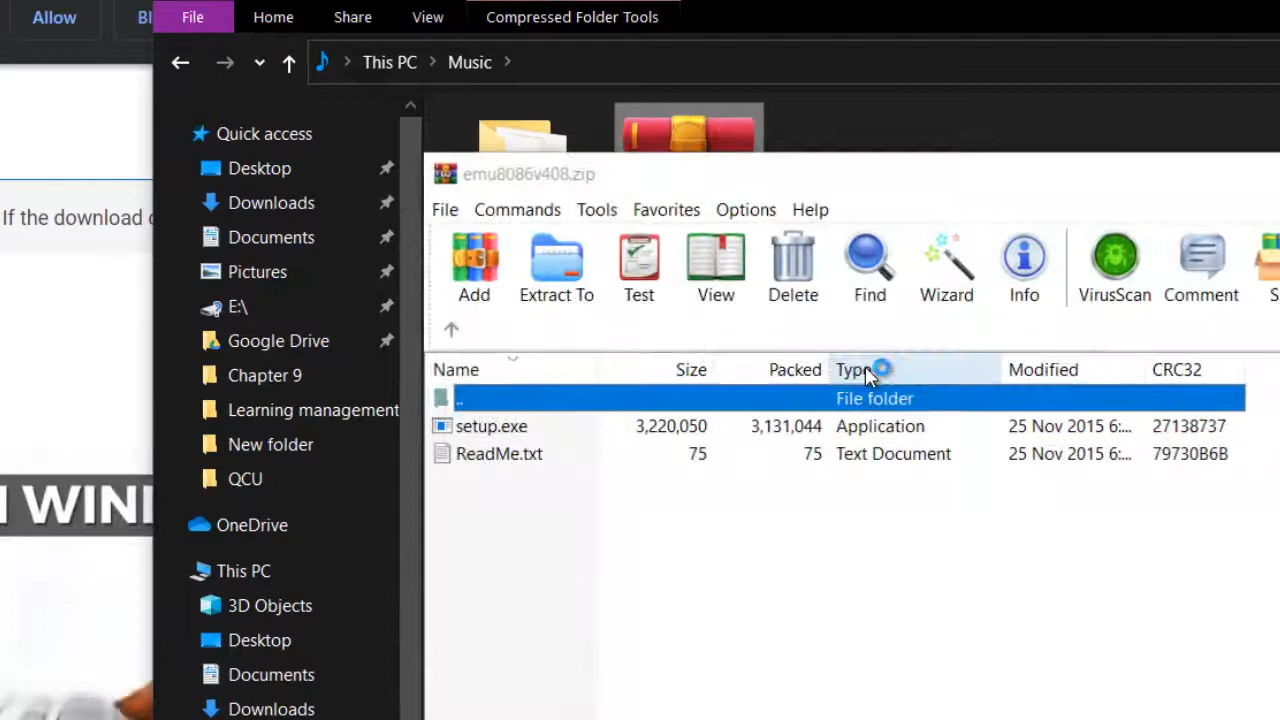 Allow
Bl
File Home Share View Compressed Folder Tools
This PC Music
Quick access
Desktop
Downloads
Documents
Pictures
E:\
Google Drive
Chapter 9
Learning management
New folder
QCU
OneDrive
This PC
3D Objects
Desktop
Documents
Downloads
If the download
WIN
emu8086v408.zip
File Commands Tools Favorites Options Help
Add Extract To Test View Delete Find Wizard Info VirusScan Comment S
Name Size Packed Type Modified CRC32
.. File folder
setup.exe 3,220,050 3,131,044 Application 25 Nov 2015 6:... 27138737
ReadMe.txt 75 75 Text Document 25 Nov 2015 6:... 79730B6B